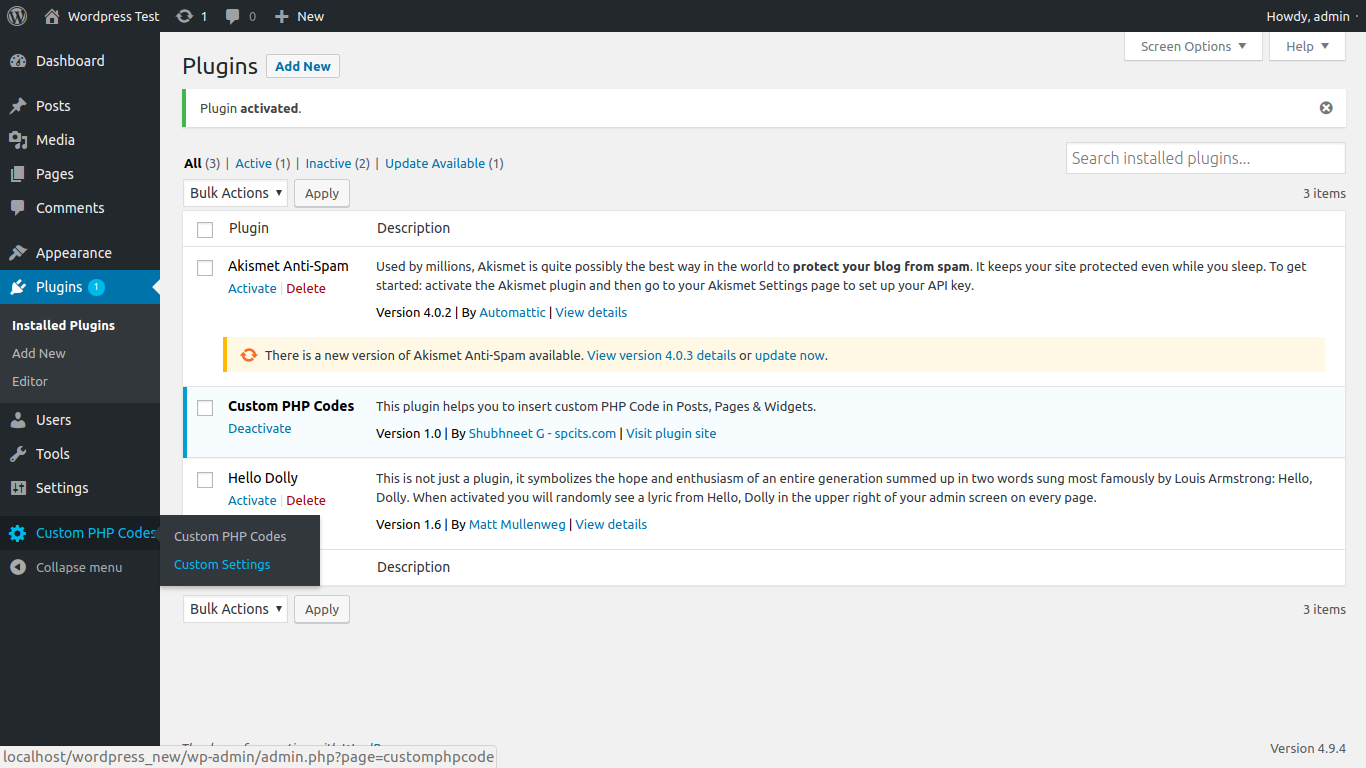 Wordpress Test 1 0 New Howdy, admin
Dashboard
Posts
Media
Pages
Comments
Appearance
Plugins 1
Installed Plugins
Add New
Editor
Users
Tools
Settings
Custom PHP Codes
Collapse menu
Custom PHP Codes
Custom Settings
Screen Options Help
Plugins Add New
Plugin activated.
All (3) | Active (1) | Inactive (2) | Update Available (1)
Search installed plugins...
Bulk Actions Apply 3 items
Plugin Description
Akismet Anti-Spam
Activate | Delete
Used by millions, Akismet is quite possibly the best way in the world to protect your blog from spam. It keeps your site protected even while you sleep. To get
started: activate the Akismet plugin and then go to your Akismet Settings page to set up your API key.
Version 4.0.2 | By Automattic | View details
There is a new version of Akismet Anti-Spam available. View version 4.0.3 details or update now.
Custom PHP Codes
Deactivate
This plugin helps you to insert custom PHP Code in Posts, Pages & Widgets.
Version 1.0 | By Shubhneet G - spcits.com | Visit plugin site
Hello Dolly
Activate | Delete
This is not just a plugin, it symbolizes the hope and enthusiasm of an entire generation summed up in two words sung most famously by Louis Armstrong: Hello,
Dolly. When activated you will randomly see a lyric from Hello, Dolly in the upper right of your admin screen on every page.
Version 1.6 | By Matt Mullenweg | View details
Description
Bulk Actions Apply 3 items
Version 4.9.4
localhost/wordpress_new/wp-admin/admin.php?page=customphpcode